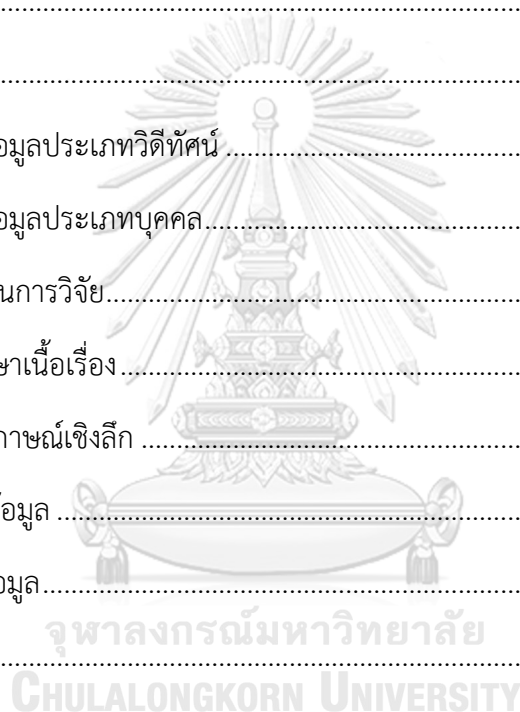 ..........................................................................
..........................................................................
อมูลประเภทวิดีทัศน์ ..........................................................
อมูลประเภทบุคคล..........................................................
นการวิจัย......................................................................
ษาเนื้อเรื่อง....................................................................
ภาษณ์เชิงลึก ..................................................................
้อมูล ............................................................................
อมูล..............................................................................
จุฬาลงกรณ์มหาวิทยาลัย
..........................................................................
CHULALONGKORN UNIVERSITY